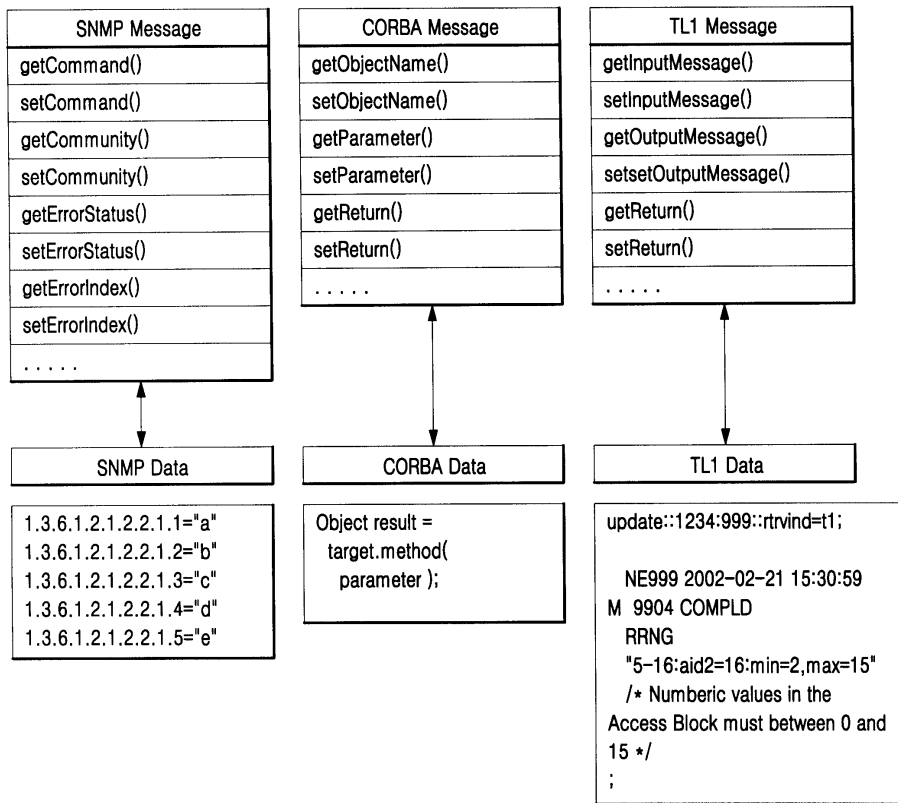 SNMP Message
getCommand()
setCommand()
getCommunity()
setCommunity()
getErrorStatus()
setErrorStatus()
getErrorIndex()
setErrorIndex()
. . . . .
CORBA Message
getObjectName()
setObjectName()
getParameter()
setParameter()
getReturn()
setReturn()
. . . . .
TL1 Message
getInputMessage()
setInputMessage()
getOutputMessage()
setsetOutputMessage()
getReturn()
setReturn()
. . . . .
SNMP Data
1.3.6.1.2.1.2.2.1.1="a"
1.3.6.1.2.1.2.2.1.2="b"
1.3.6.1.2.1.2.2.1.3="c"
1.3.6.1.2.1.2.2.1.4="d"
1.3.6.1.2.1.2.2.1.5="e"
CORBA Data
Object result =
target.method(
parameter );
TL1 Data
update::1234:999::rtrvind=t1;
NE999 2002-02-21 15:30:59
M 9904 COMPLD
RRNG
"5-16:aid2=16:min=2,max=15"
/* Numberic values in the
Access Block must between 0 and
15 */
;